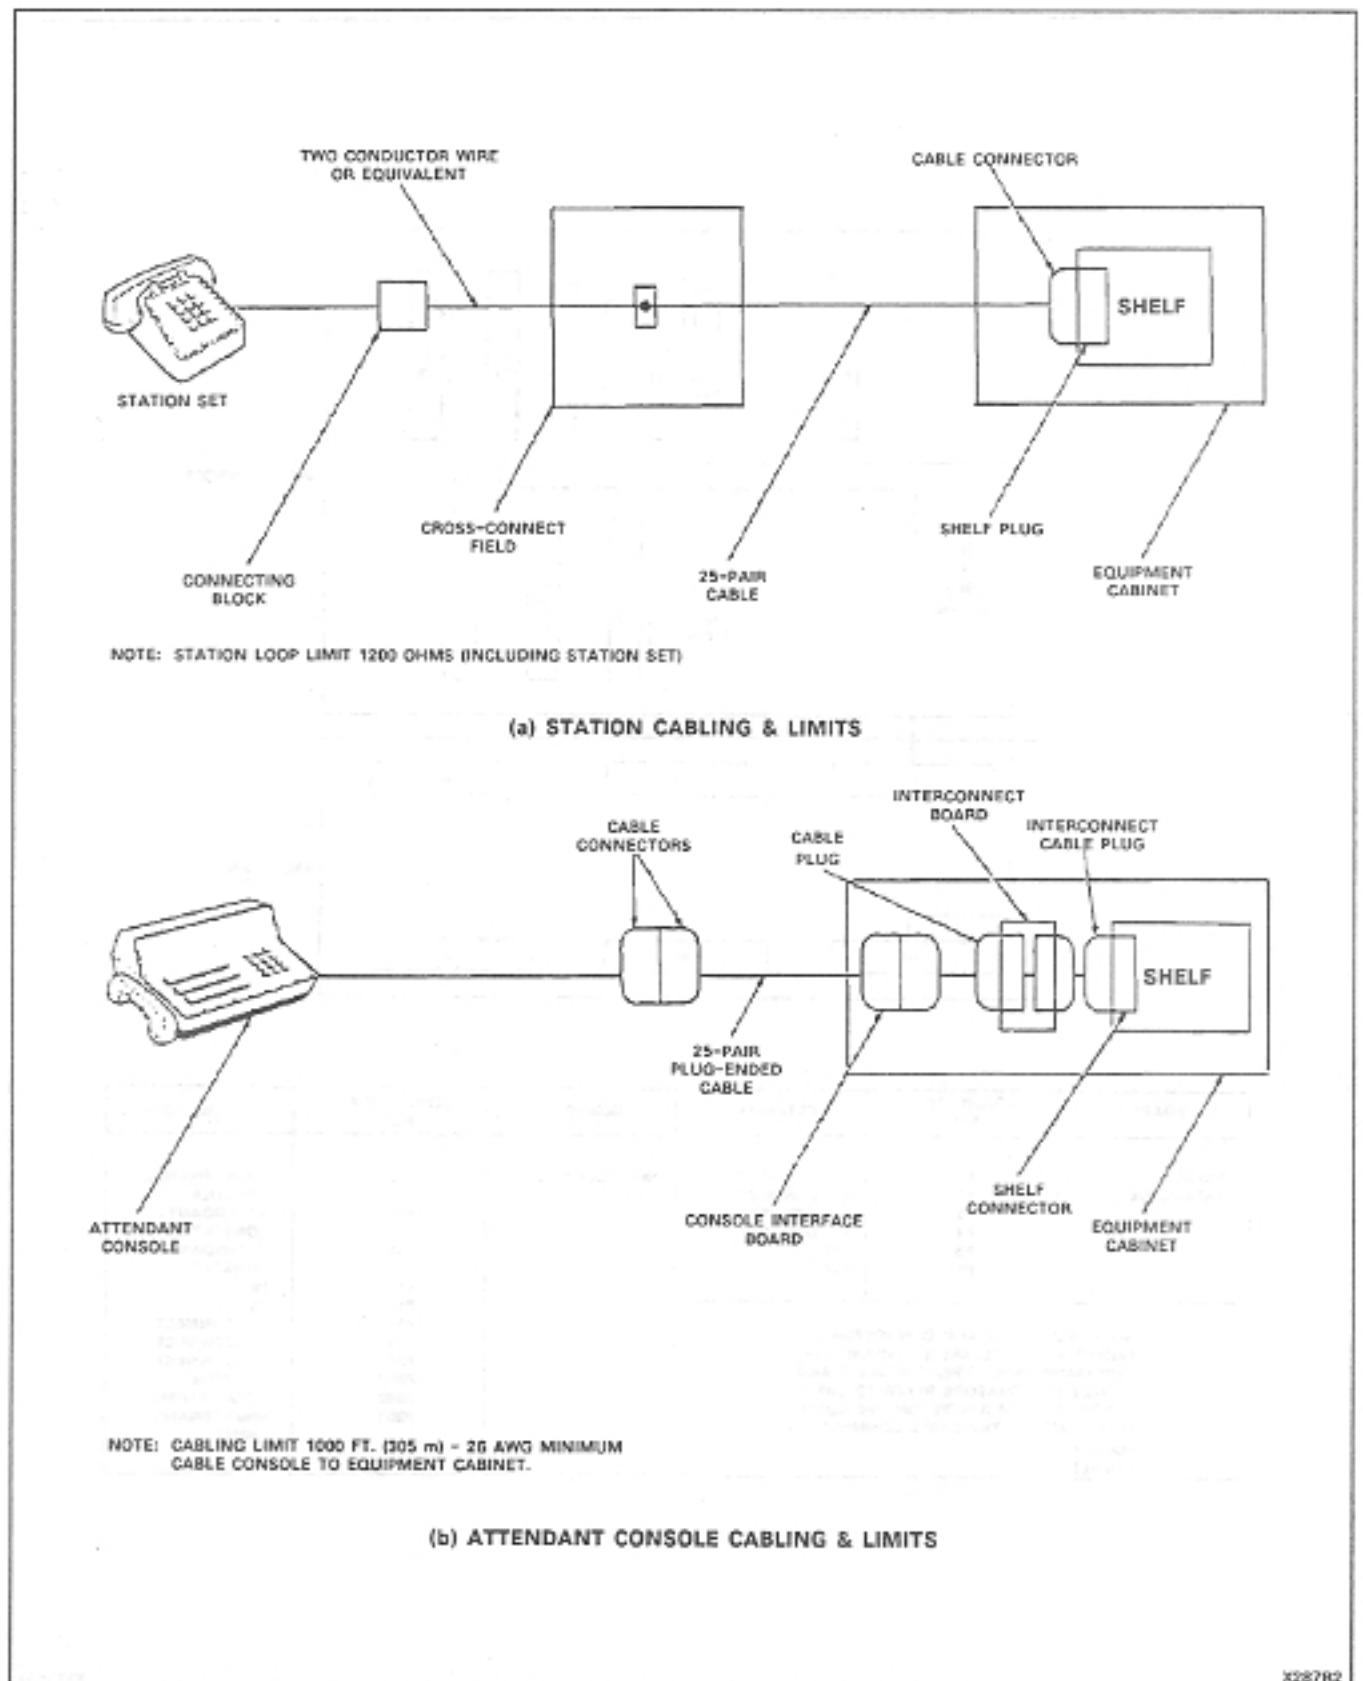 TWO CONDUCTOR WIRE
OR EQUIVALENT
CABLE CONNECTOR
SHELF
STATION SET
CROSS-CONNECT
FIELD
SHELF PLUG
CONNECTING
BLOCK
25-PAIR
CABLE
EQUIPMENT
CABINET
NOTE: STATION LOOP LIMIT 1200 OHMS (INCLUDING STATION SET)
(a) STATION CABLING & LIMITS
INTERCONNECT
BOARD
CABLE
CONNECTORS
CABLE
PLUG
INTERCONNECT
CABLE PLUG
SHELF
25-PAIR
PLUG-ENDED
CABLE
ATTENDANT
CONSOLE
CONSOLE INTERFACE
BOARD
SHELF
CONNECTOR
EQUIPMENT
CABINET
NOTE: CABLING LIMIT 1000 FT. (305 m) - 26 AWG MINIMUM
CABLE CONSOLE TO EQUIPMENT CABINET.
(b) ATTENDANT CONSOLE CABLING & LIMITS
X28782